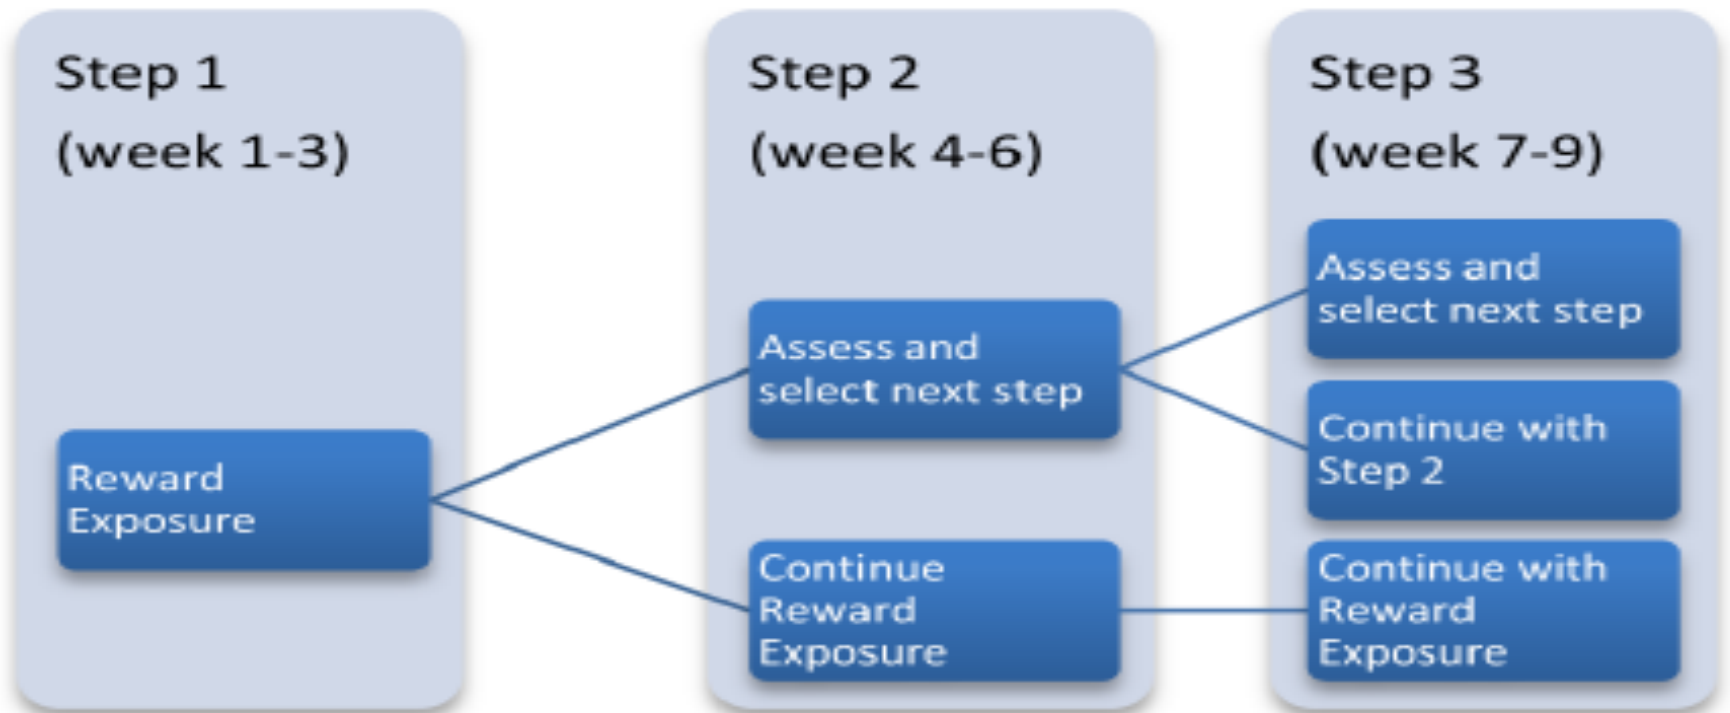 Step 1
(week 1-3)
Reward
Exposure
Step 2
(week 4-6)
Assess and
select next step
Continue
Reward
Exposure
Step 3
(week 7-9)
Assess and
select next step
Continue with
Step 2
Continue with
Reward
Exposure